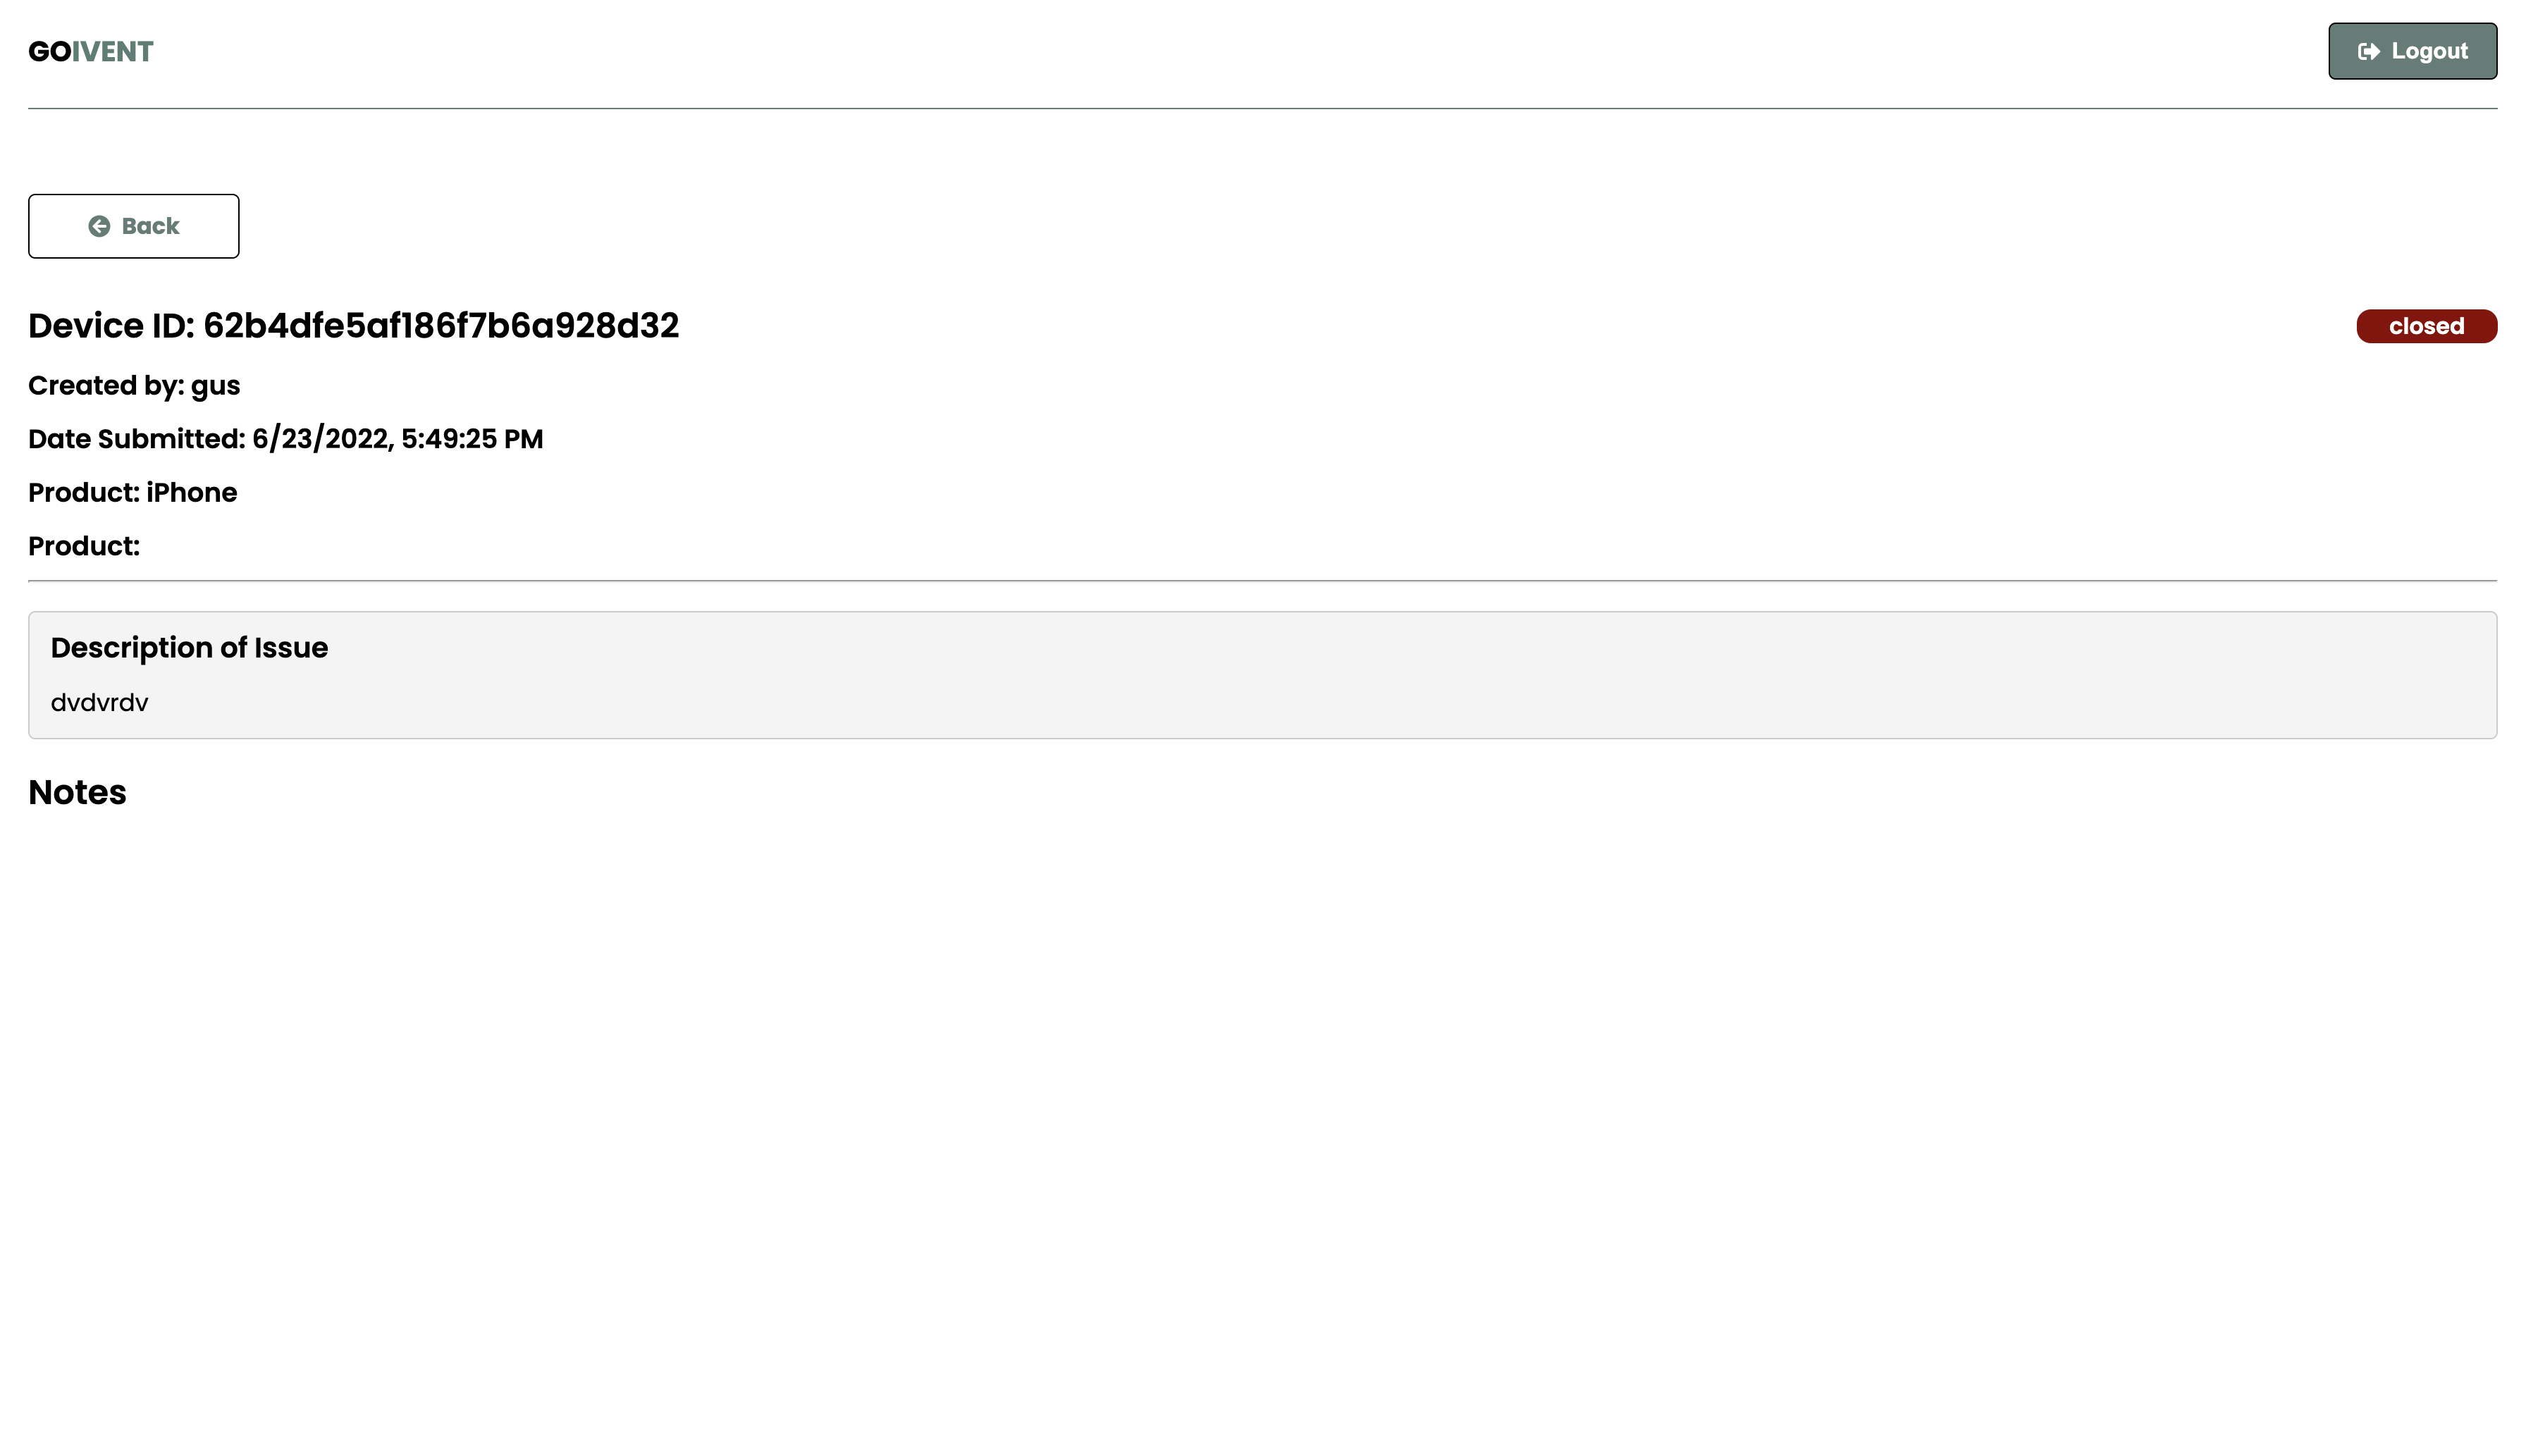 GOIVENT
Logout
Back
Device ID: 62b4dfe5af186f7b6a928d32
closed
Created by: gus
Date Submitted: 6/23/2022, 5:49:25 PM
Product: iPhone
Product:
Description of Issue
dvdvrdv
Notes